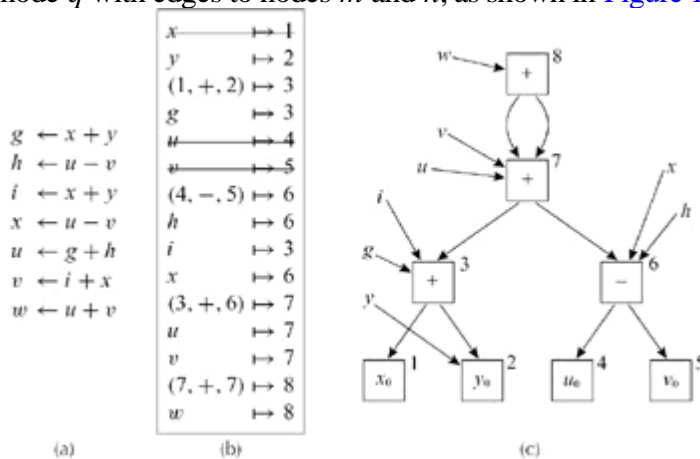 node q with edges to nodes m and n, as shown in Figure 1
g ← x + y
h ← u − v
i ← x + y
x ← u − v
u ← g + h
v ← i + x
w ← u + v
(a)
x ↦ 1
y ↦ 2
(1, +, 2) ↦ 3
g ↦ 3
u ↦ 4
v ↦ 5
(4, −, 5) ↦ 6
h ↦ 6
i ↦ 3
x ↦ 6
(3, +, 6) ↦ 7
u ↦ 7
v ↦ 7
(7, +, 7) ↦ 8
w ↦ 8
(b)
w + 8
v
u + 7
i
x
h
g + 3
− 6
y
x₀ 1
y₀ 2
u₀ 4
v₀ 5
(c)